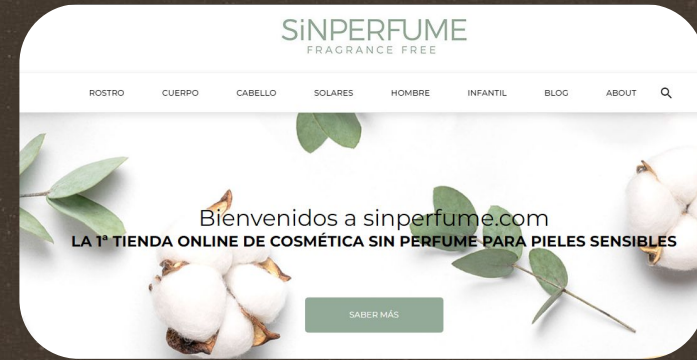 SiNPERFUME
FRAGRANCE FREE
ROSTRO CUERPO CABELLO SOLARES HOMBRE INFANTIL BLOG ABOUT
Bienvenidos a sinperfume.com
LA 1ª TIENDA ONLINE DE COSMÉTICA SIN PERFUME PARA PIELES SENSIBLES
SABER MÁS